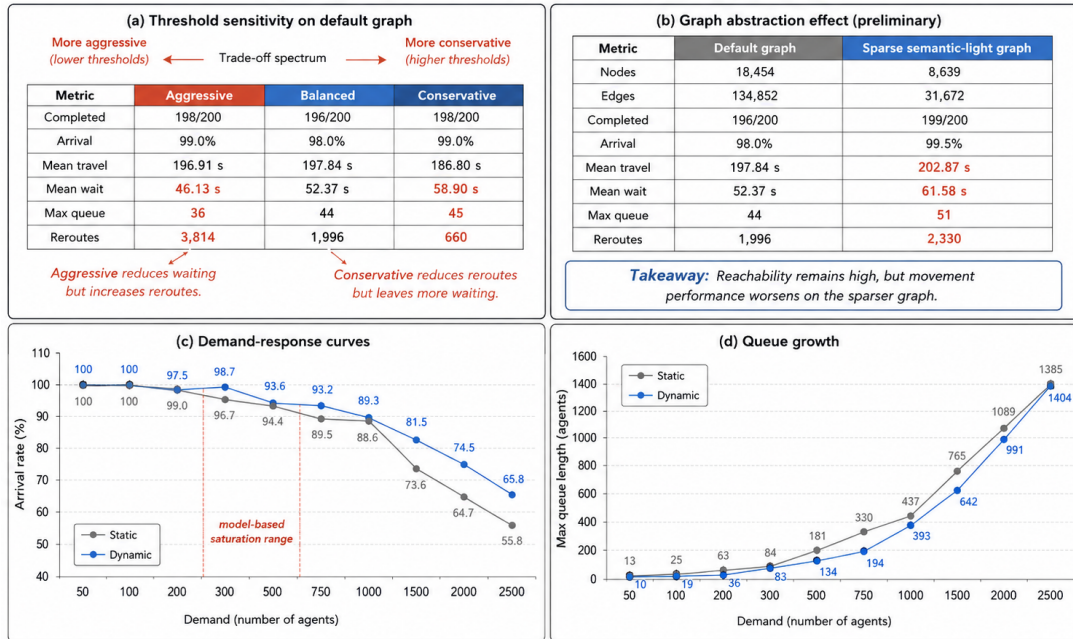 (a) Threshold sensitivity on default graph
More aggressive
(lower thresholds)
Trade-off spectrum
More conservative
(higher thresholds)
Metric Aggressive Balanced Conservative
Completed 198/200 196/200 198/200
Arrival 99.0% 98.0% 99.0%
Mean travel 196.91 s 197.84 s 186.80 s
Mean wait 46.13 s 52.37 s 58.90 s
Max queue 36 44 45
Reroutes 3,814 1,996 660
Aggressive reduces waiting
but increases reroutes.
Conservative reduces reroutes
but leaves more waiting.
(b) Graph abstraction effect (preliminary)
Metric Default graph Sparse semantic-light graph
Nodes 18,454 8,639
Edges 134,852 31,672
Completed 196/200 199/200
Arrival 98.0% 99.5%
Mean travel 197.84 s 202.87 s
Mean wait 52.37 s 61.58 s
Max queue 44 51
Reroutes 1,996 2,330
Takeaway: Reachability remains high, but movement
performance worsens on the sparser graph.
(c) Demand-response curves
Arrival rate (%)
110
100
90
80
70
60
50
40
100 100 97.5 98.7 93.6 93.2 89.3 81.5 74.5 65.8
100 100 99.0 96.7 94.4 89.5 88.6 73.6 64.7 55.8
model-based
saturation range
Static
Dynamic
50 100 200 300 500 750 1000 1500 2000 2500
Demand (number of agents)
(d) Queue growth
Max queue length (agents)
1600
1400
1200
1000
800
600
400
200
0
Static
Dynamic
13 25 63 84 181 330 437 765 1089 1385
10 19 36 83 134 194 393 642 991 1404
50 100 200 300 500 750 1000 1500 2000 2500
Demand (number of agents)